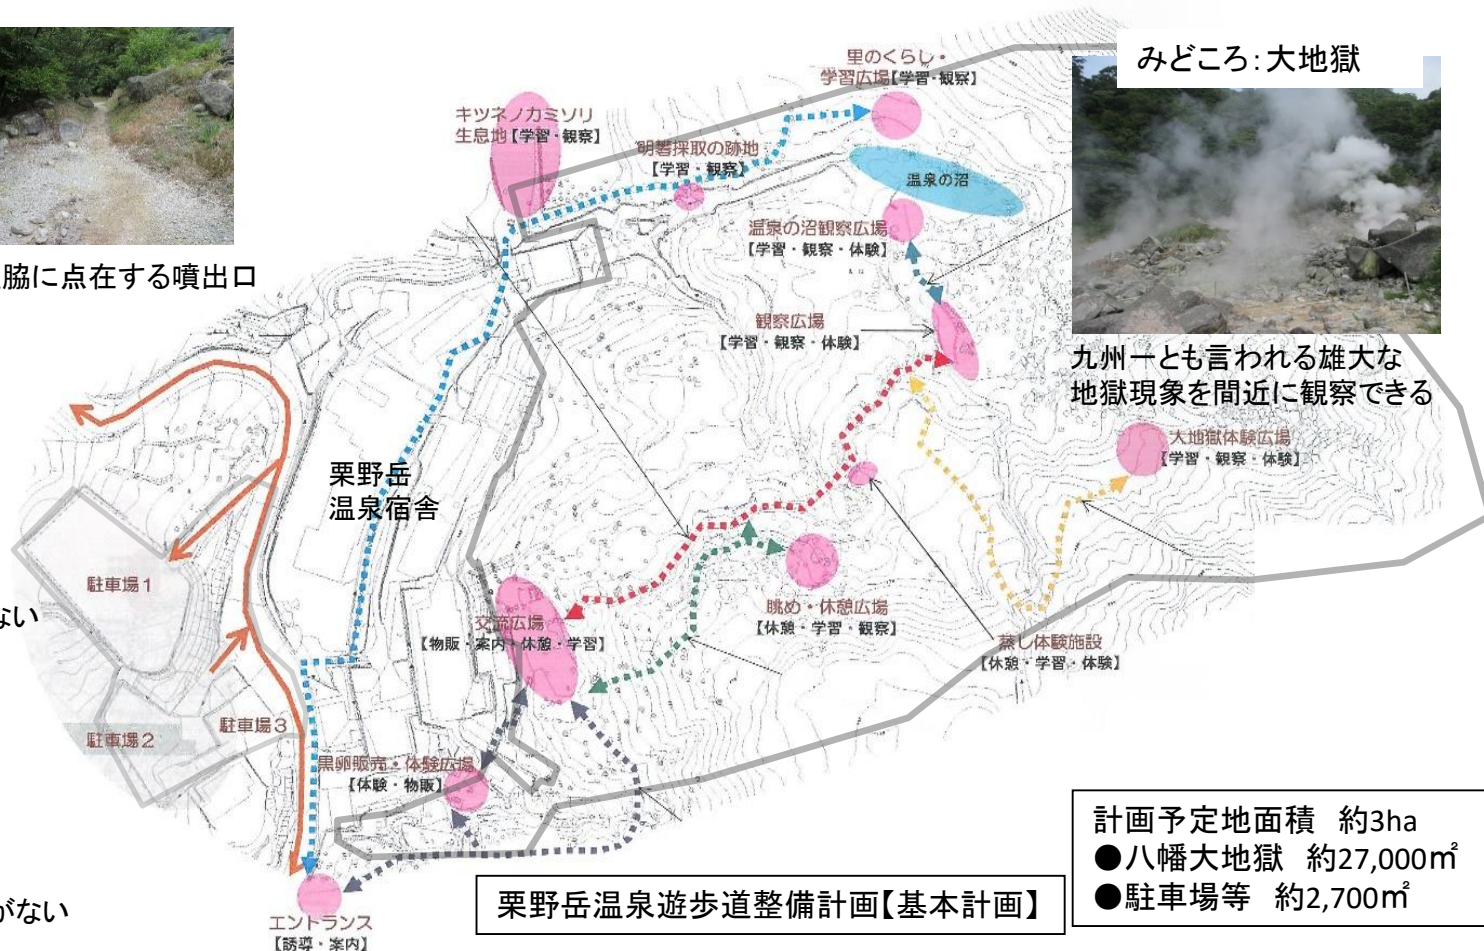 みどころ：大地獄
里のくらし・
学習広場【学習・観察】
キツネノカミソリ
生息地【学習・観察】
明礬採取の跡地
【学習・観察】
温泉の沼
温泉の沼観察広場
【学習・観察・体験】
脇に点在する噴出口
観察広場
【学習・観察・体験】
九州一とも言われる雄大な
地獄現象を間近に観察できる
大地獄体験広場
【学習・観察・体験】
栗野岳
温泉宿舎
駐車場１
ない
交流広場
【物販・案内・休憩・学習】
眺め・休憩広場
【休憩・学習・観察】
蒸し体験施設
【休憩・学習・体験】
駐車場３
駐車場２
黒卵販売・体験広場
【体験・物販】
計画予定地面積 約3ha
●八幡大地獄 約27,000㎡
●駐車場等 約2,700㎡
栗野岳温泉遊歩道整備計画【基本計画】
がない
エントランス
【誘導・案内】